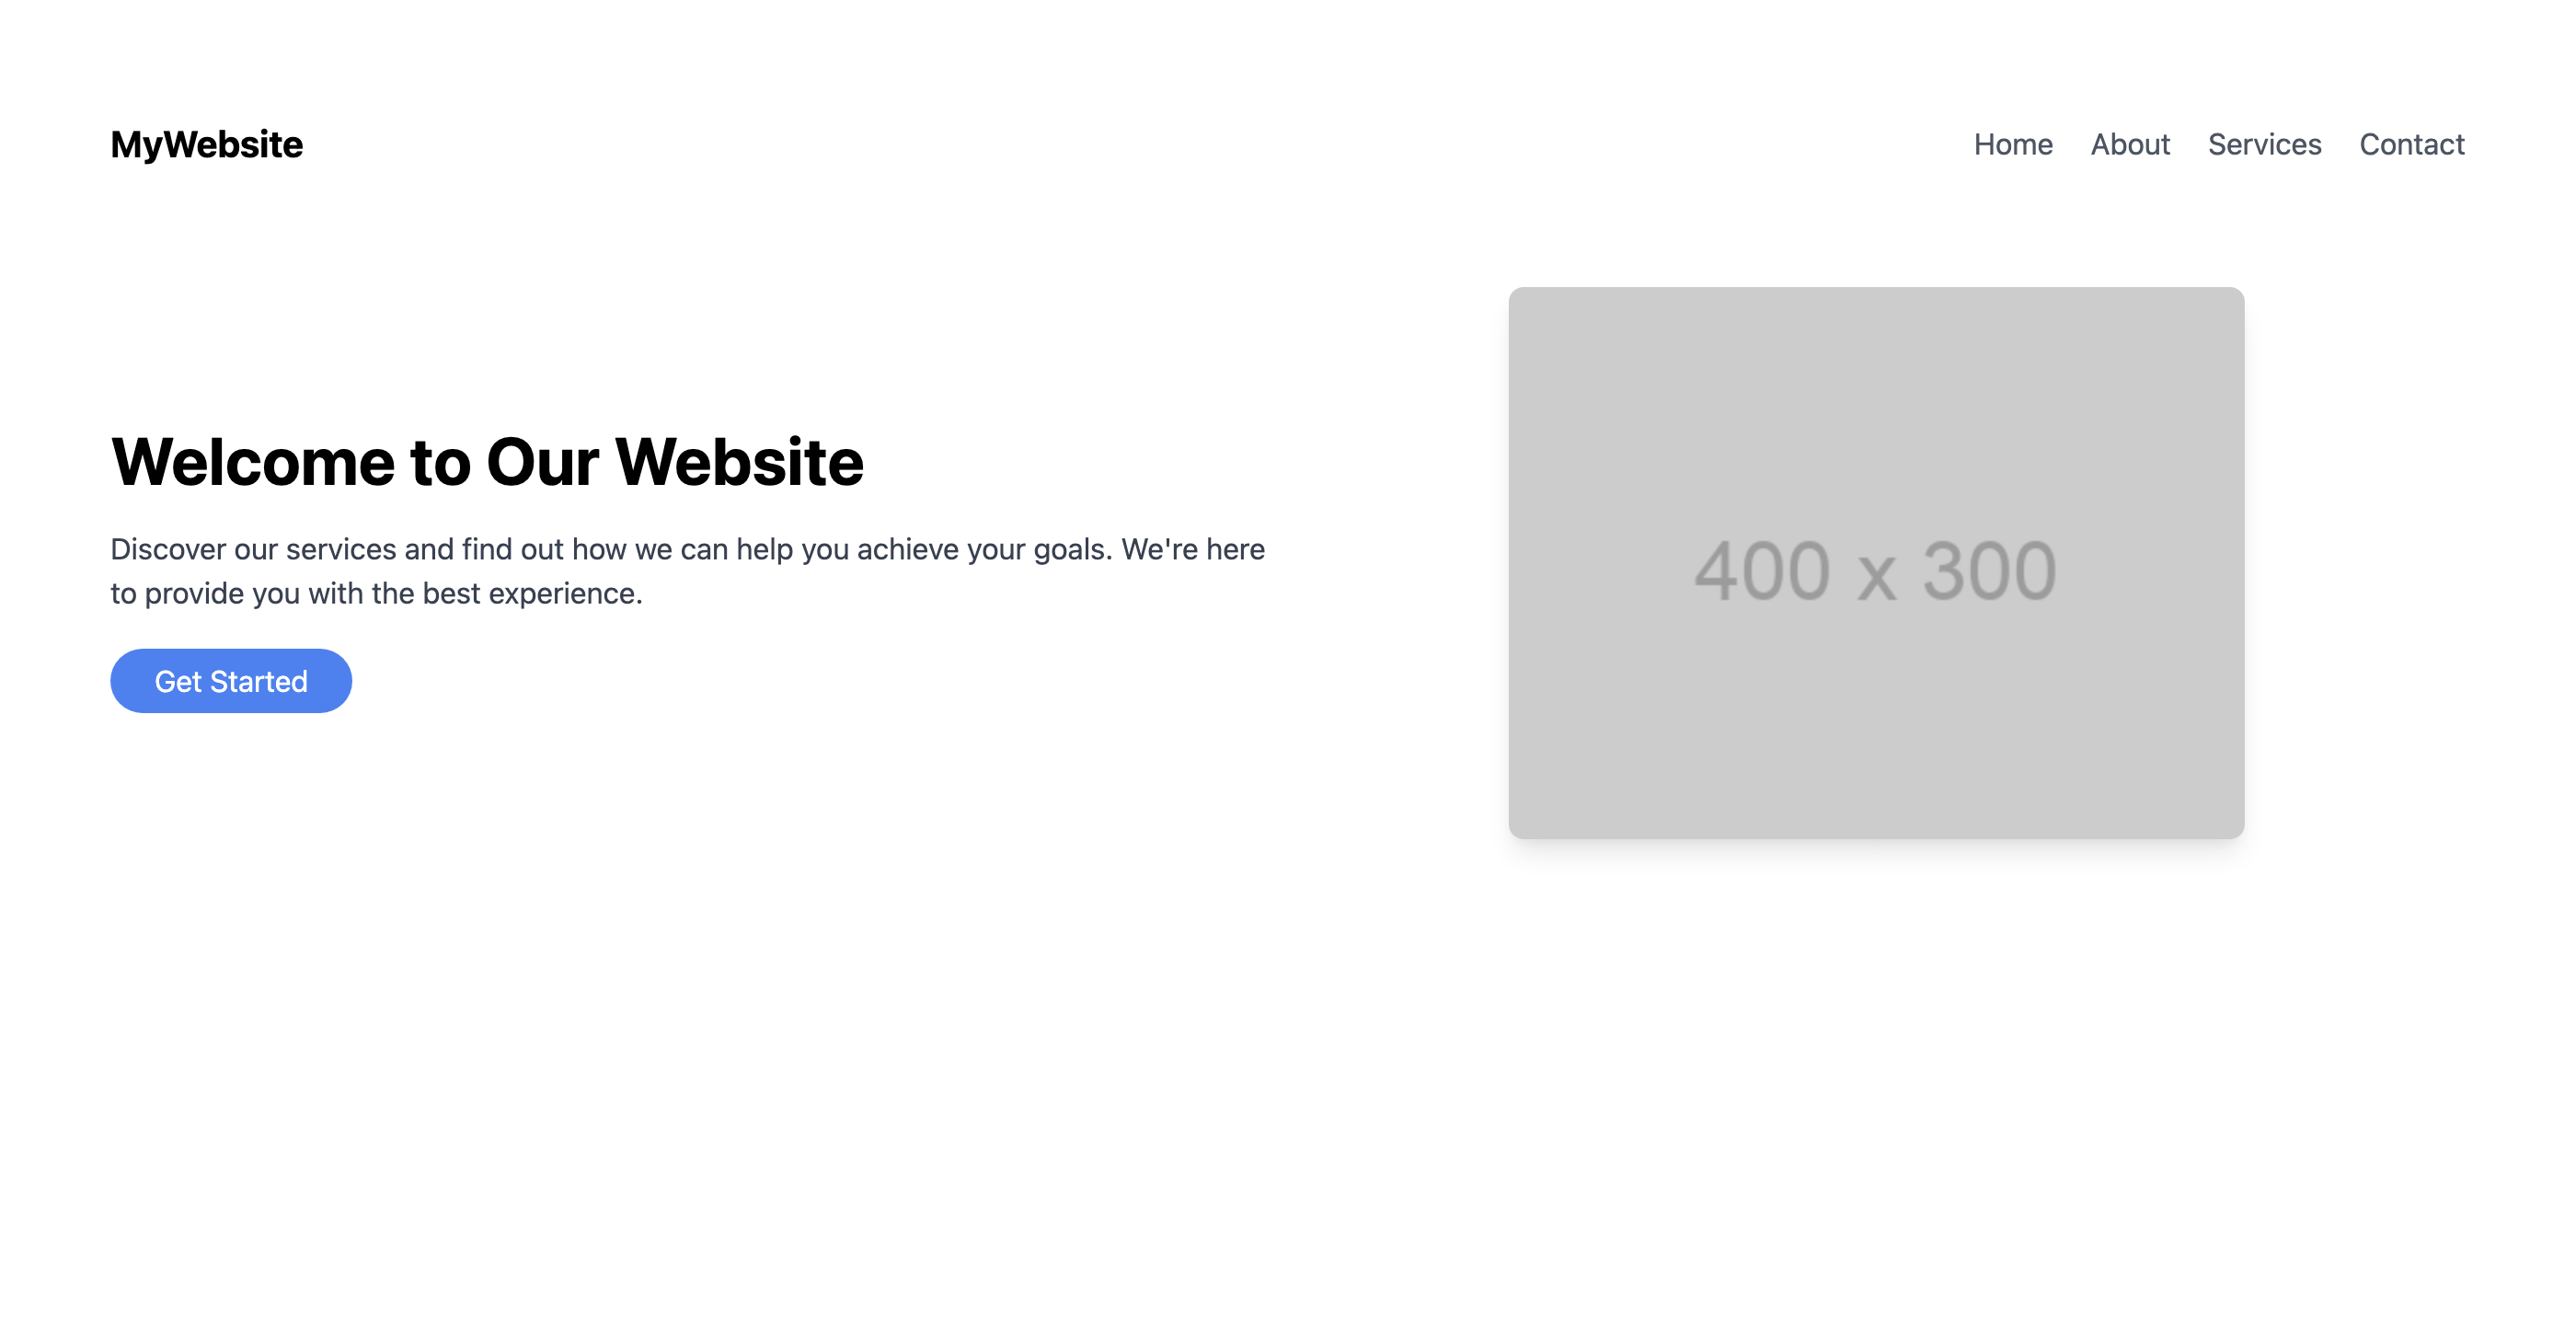 MyWebsite
Home About Services Contact
Welcome to Our Website
Discover our services and find out how we can help you achieve your goals. We're here
to provide you with the best experience.
Get Started
400 x 300